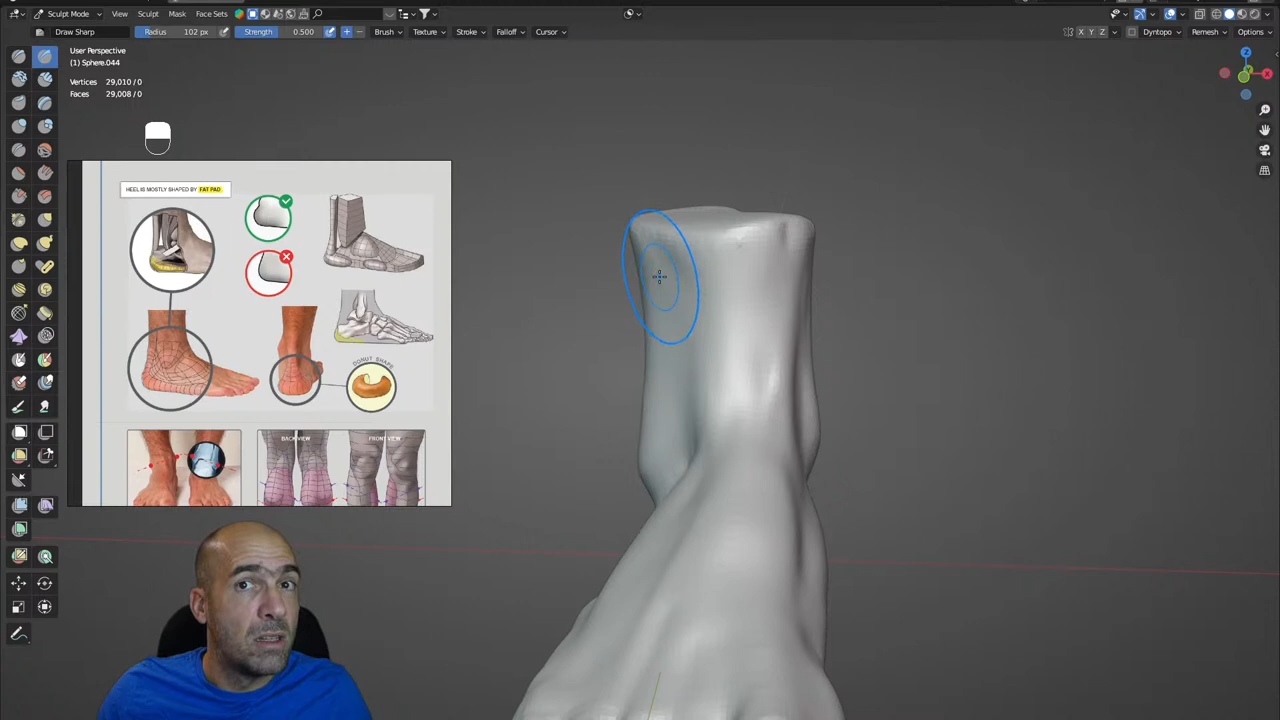 Sculpt Mode View Sculpt Mask Face Sets
Draw Sharp Radius 102 px Strength 0.500 Brush Texture Stroke Falloff Cursor X Y Z Dyntopo Remesh Options
User Perspective
(1) Sphere.044
Vertices 29,010 / 0
Faces 29,008 / 0
Z
X
HEEL IS MOSTLY SHAPED BY FAT PAD
DONUT SHAPE
BACK VIEW FRONT VIEW